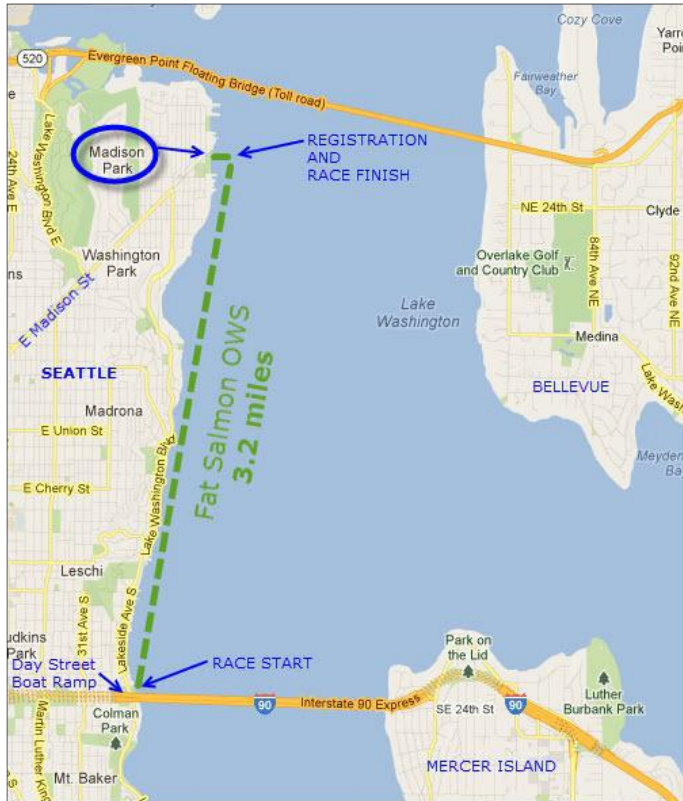 520
Evergreen Point Floating Bridge (Toll road)
Cozy Cove
Fairweather
Bay
Lake Washington Blvd E
24th Ave E
Madison
Park
REGISTRATION
AND
RACE FINISH
NE 24th St
Clyde
84th Ave NE
92nd Ave NE
Overlake Golf
and Country Club
Washington
Park
E Madison St
Lake
Washington
Medina
SEATTLE
BELLEVUE
Madrona
E Union St
E Cherry St
Lake Washington Blvd
Fat Salmon OWS
3.2 miles
Leschi
31st Ave S
Lakeside Ave S
Park
Day Street
Boat Ramp
RACE START
Park on
the Lid
90
Interstate 90 Express
SE 24th St
90
Luther
Burbank Park
Colman
Park
MERCER ISLAND
Mt. Baker